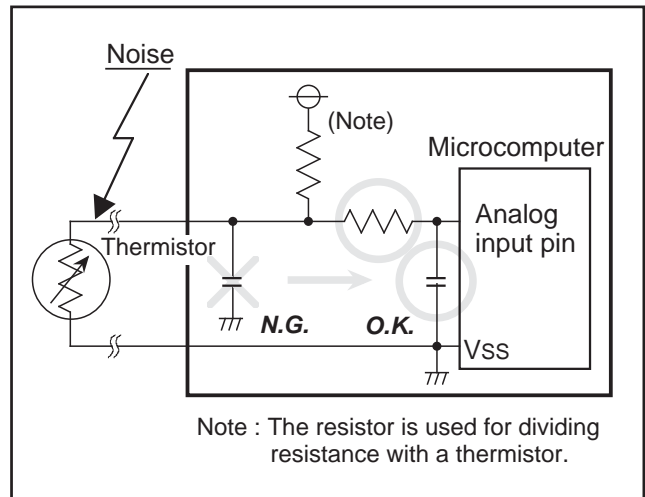 Noise
(Note)
Microcomputer
Analog
input pin
Thermistor
N.G.
O.K.
VSS
Note : The resistor is used for dividing
resistance with a thermistor.